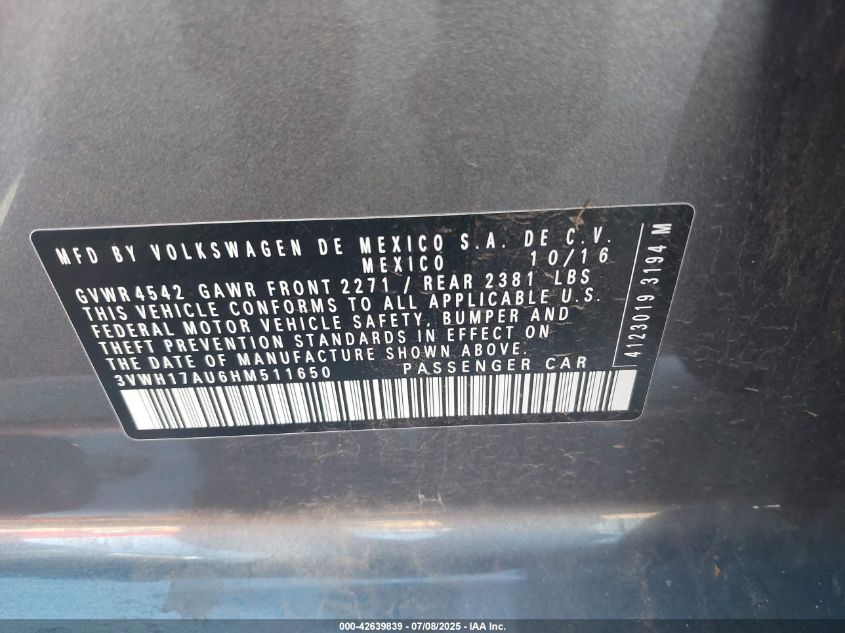 MFD BY VOLKSWAGEN DE MEXICO S.A. DE C.V.
MEXICO 10/16
GVWR4542 GAWR FRONT 2271 / REAR 2381 LBS
THIS VEHICLE CONFORMS TO ALL APPLICABLE U.S.
FEDERAL MOTOR VEHICLE SAFETY, BUMPER AND
THEFT PREVENTION STANDARDS IN EFFECT ON
THE DATE OF MANUFACTURE SHOWN ABOVE.
3VWH17AU6HM511650 PASSENGER CAR
4123019 3194 M
000-42639839 - 07/08/2025 - IAA Inc.